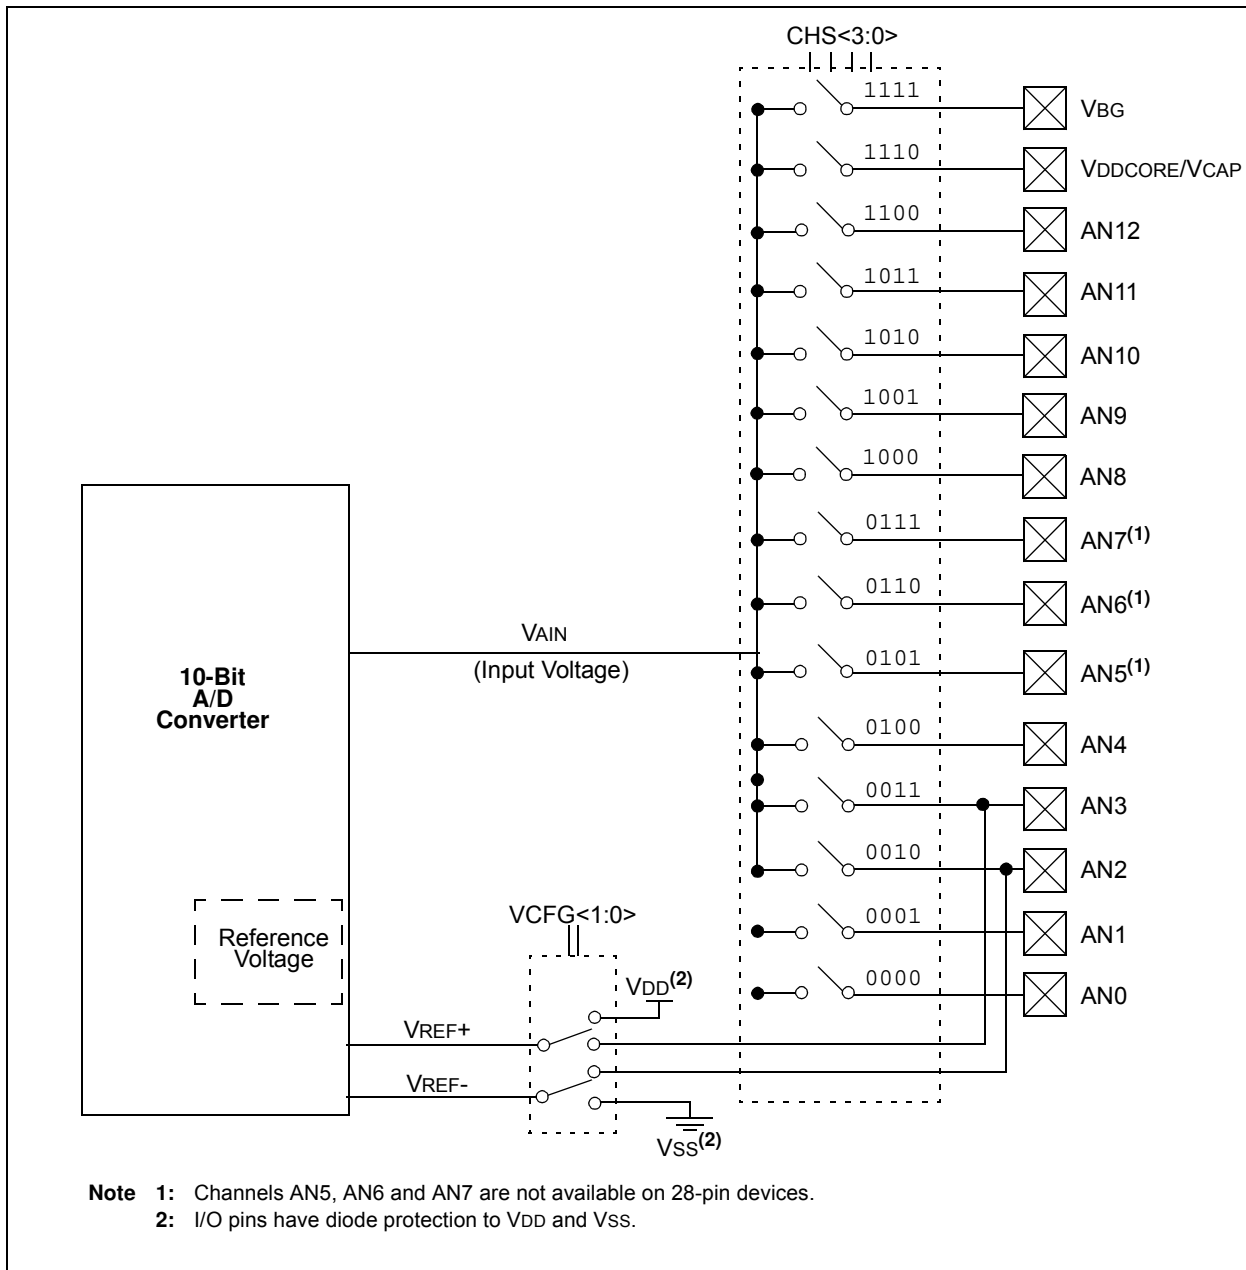 CHS<3:0>
1111
VBG
1110
VDDCORE/VCAP
1100
AN12
1011
AN11
1010
AN10
1001
AN9
1000
AN8
0111
AN7(1)
0110
AN6(1)
VAIN
(Input Voltage)
0101
AN5(1)
10-Bit
A/D
Converter
0100
AN4
0011
AN3
0010
AN2
VCFG<1:0>
0001
AN1
Reference
Voltage
VDD(2)
0000
AN0
VREF+
VREF-
VSS(2)
Note 1: Channels AN5, AN6 and AN7 are not available on 28-pin devices.
2: I/O pins have diode protection to VDD and VSS.